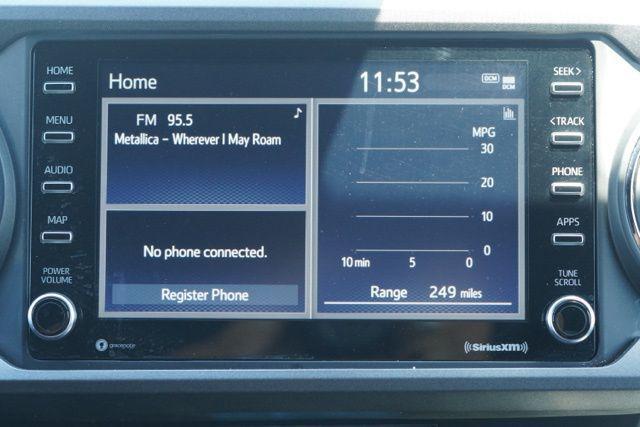 HOME
MENU
AUDIO
MAP
POWER
VOLUME
Home
11:53
DCM
DCM
FM 95.5
Metallica - Wherever I May Roam
No phone connected.
Register Phone
MPG
30
20
10
0
10 min 5 0
Range 249 miles
SEEK >
< TRACK
PHONE
APPS
TUNE
SCROLL
gracenote
((SiriusXM))